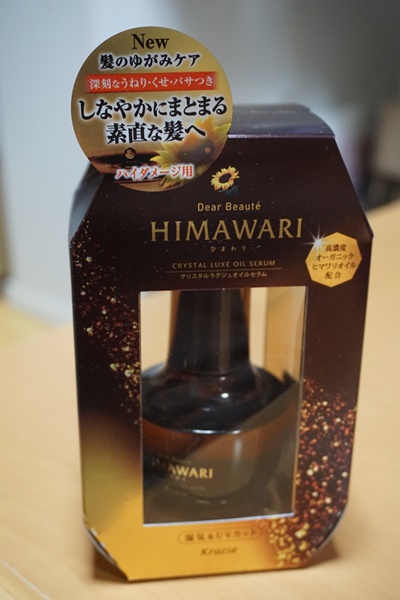 New
髪のゆがみケア
深刻なうねり・くせ・パサつき
しなやかにまとまる
素直な髪へ
ハイダメージ用
Dear Beauté
HIMAWARI
ひまわり
CRYSTAL LUXE OIL SERUM
クリスタルラグジュオイルセラム
高濃度
オーガニック
ヒマワリオイル
配合
HIMAWARI
湿気&UVカット
Kracie